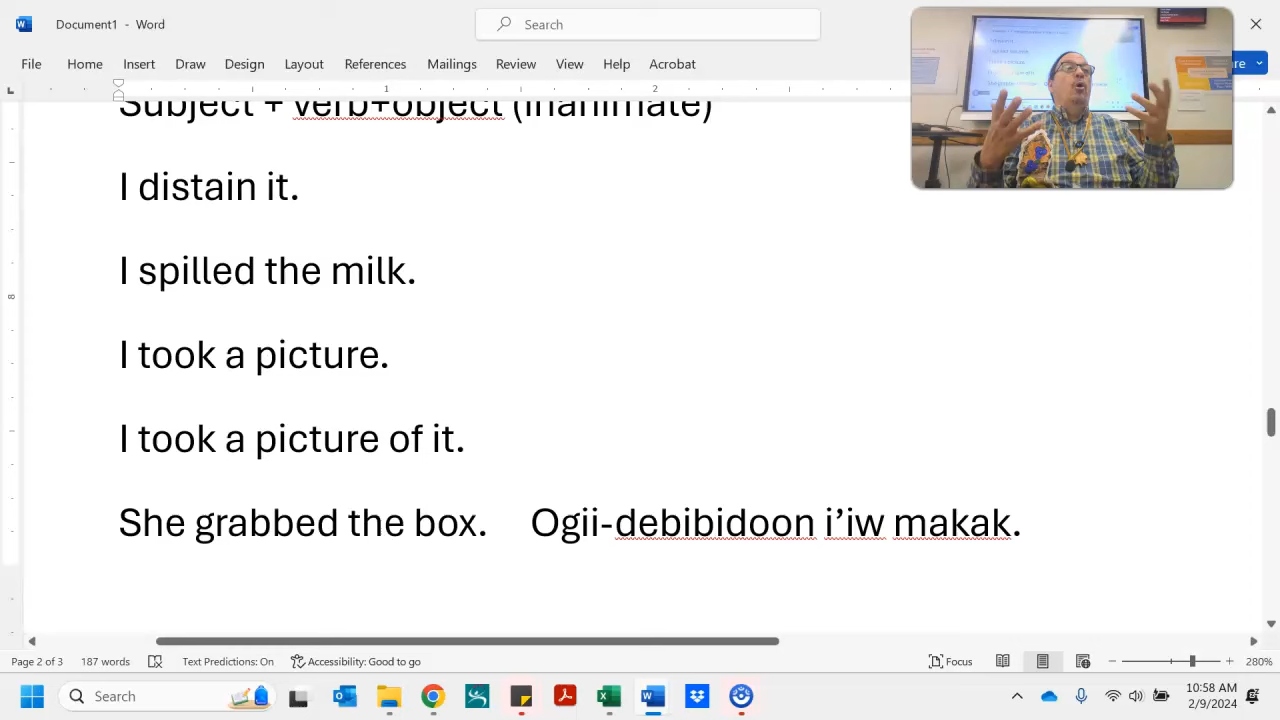 Document1 - Word
Search
File Home Insert Draw Design Layout References Mailings Review View Help Acrobat
1 2
Subject + verb+object (inanimate)
I distain it.
I spilled the milk.
I took a picture.
I took a picture of it.
She grabbed the box. Ogii-debibidoon i’iw makak.
8
Page 2 of 3 187 words Text Predictions: On Accessibility: Good to go Focus 280%
Search
10:58 AM
2/9/2024